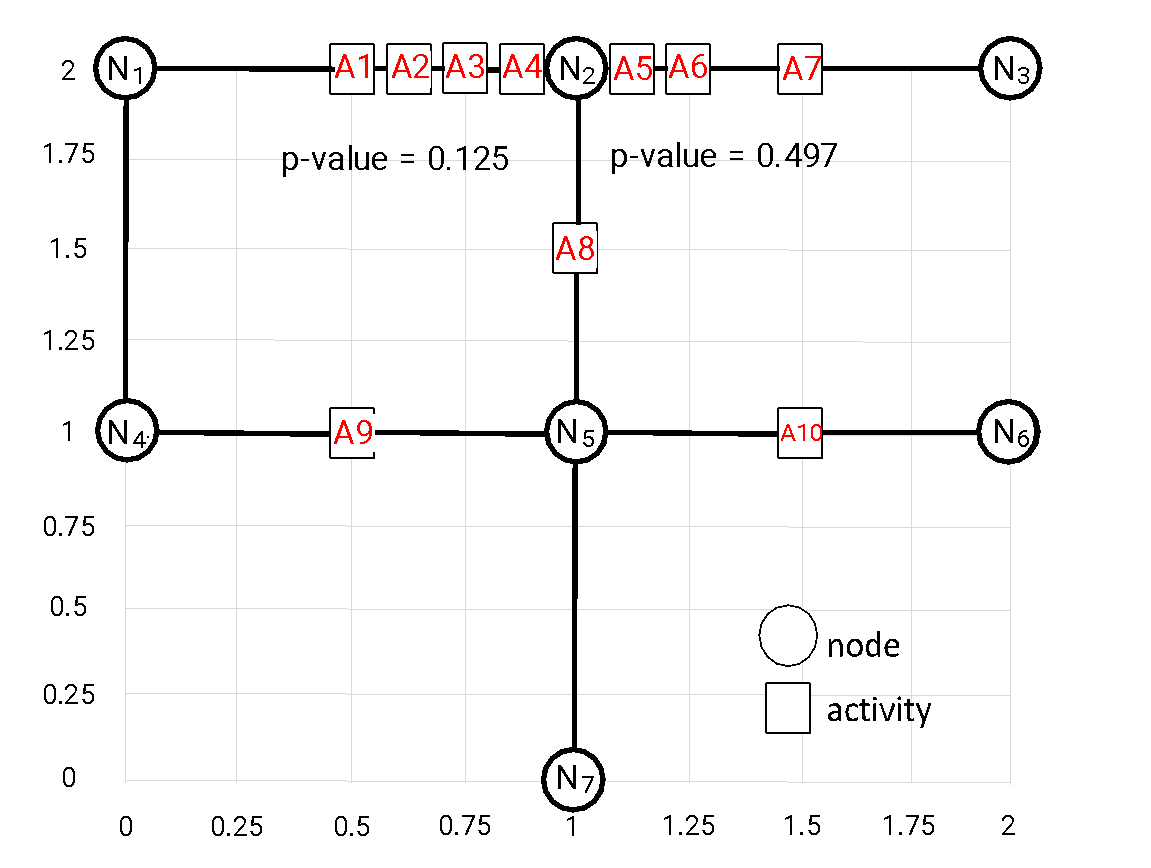 2 N1 A1 A2 A3 A4 N2 A5 A6 A7 N3
1.75 p-value = 0.125 p-value = 0.497
1.5 A8
1.25
1 N4 A9 N5 A10 N6
0.75
0.5
node
0.25 activity
0 N7
0 0.25 0.5 0.75 1 1.25 1.5 1.75 2